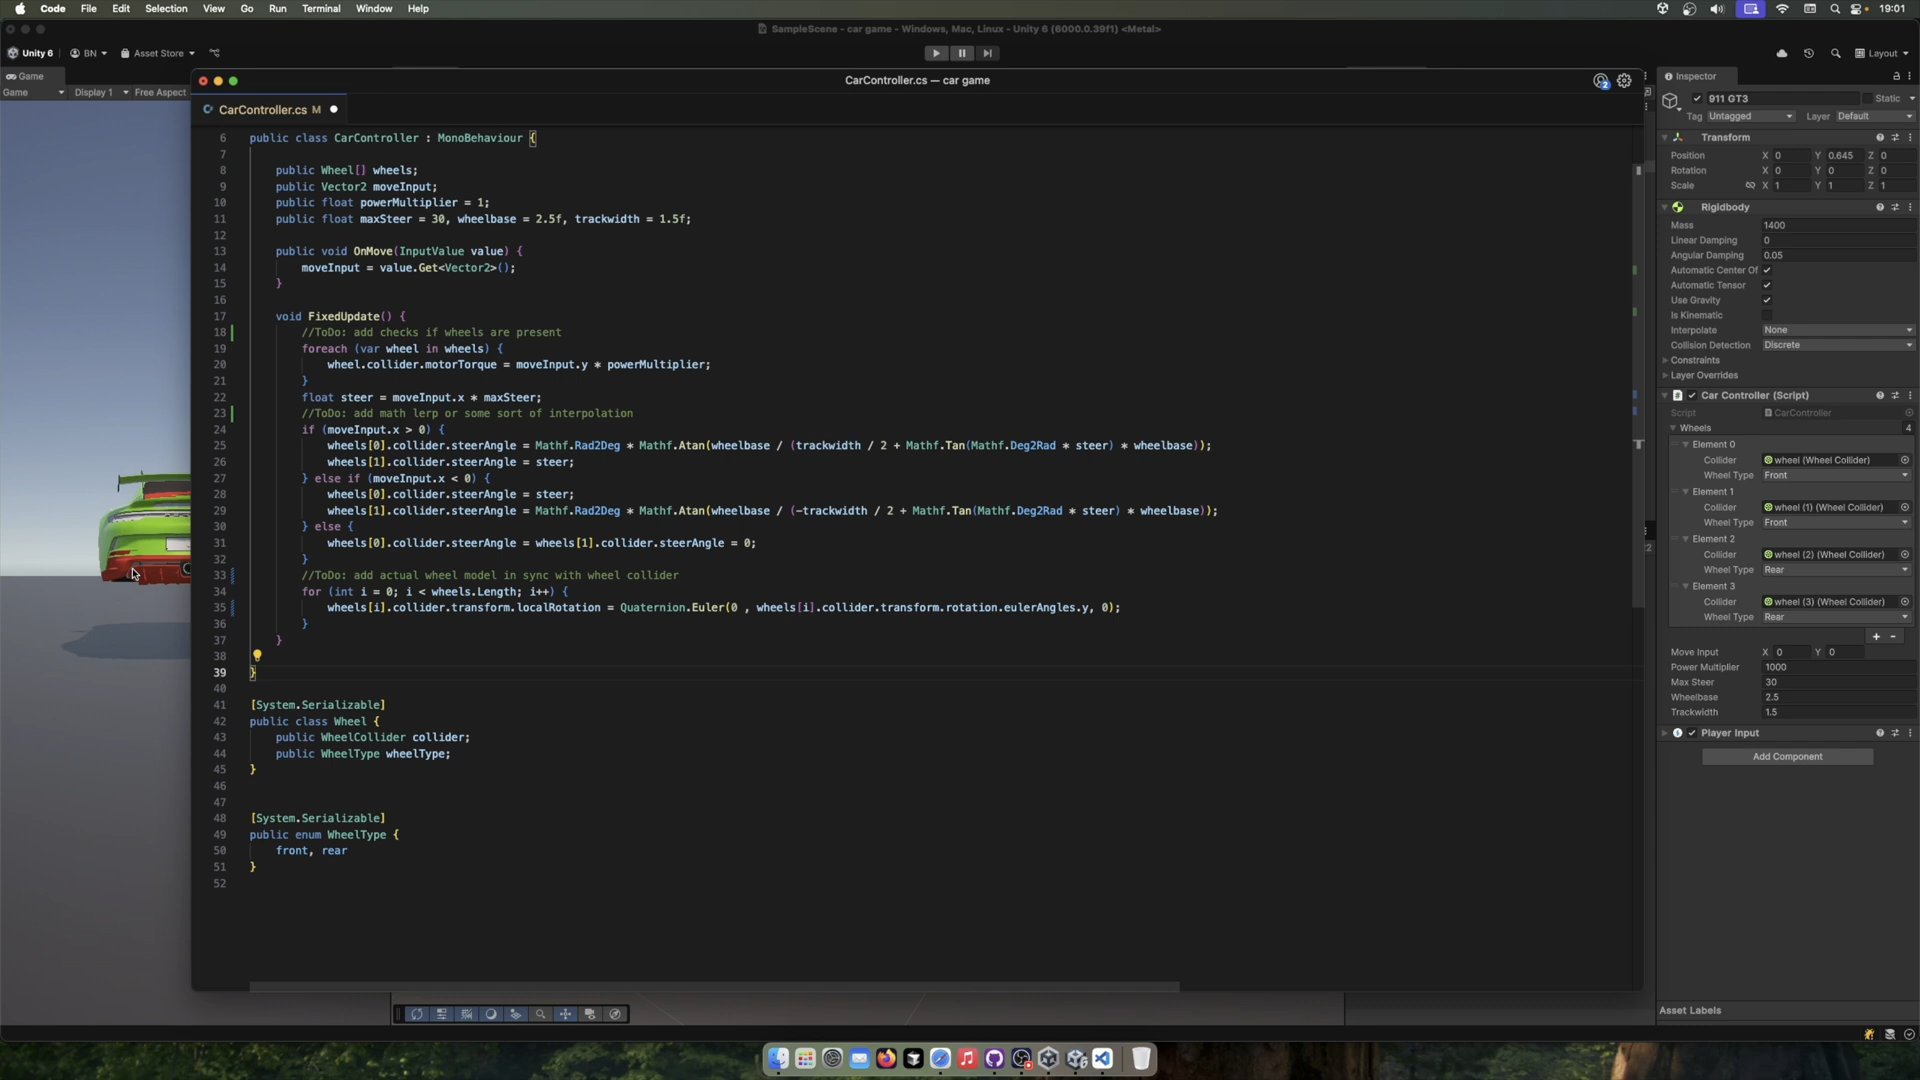 Code File Edit Selection View Go Run Terminal Window Help 19:01
SampleScene - car game - Windows, Mac, Linux - Unity 6 (6000.0.39f1) <Metal>
Unity 6 BN Asset Store Layout
Game
Game Display 1 Free Aspect
CarController.cs — car game
CarController.cs M
6 public class CarController : MonoBehaviour {
7
8 public Wheel[] wheels;
9 public Vector2 moveInput;
10 public float powerMultiplier = 1;
11 public float maxSteer = 30, wheelbase = 2.5f, trackwidth = 1.5f;
12
13 public void OnMove(InputValue value) {
14 moveInput = value.Get<Vector2>();
15 }
16
17 void FixedUpdate() {
18 //ToDo: add checks if wheels are present
19 foreach (var wheel in wheels) {
20 wheel.collider.motorTorque = moveInput.y * powerMultiplier;
21 }
22 float steer = moveInput.x * maxSteer;
23 //ToDo: add math lerp or some sort of interpolation
24 if (moveInput.x > 0) {
25 wheels[0].collider.steerAngle = Mathf.Rad2Deg * Mathf.Atan(wheelbase / (trackwidth / 2 + Mathf.Tan(Mathf.Deg2Rad * steer) * wheelbase));
26 wheels[1].collider.steerAngle = steer;
27 } else if (moveInput.x < 0) {
28 wheels[0].collider.steerAngle = steer;
29 wheels[1].collider.steerAngle = Mathf.Rad2Deg * Mathf.Atan(wheelbase / (-trackwidth / 2 + Mathf.Tan(Mathf.Deg2Rad * steer) * wheelbase));
30 } else {
31 wheels[0].collider.steerAngle = wheels[1].collider.steerAngle = 0;
32 }
33 //ToDo: add actual wheel model in sync with wheel collider
34 for (int i = 0; i < wheels.Length; i++) {
35 wheels[i].collider.transform.localRotation = Quaternion.Euler(0 , wheels[i].collider.transform.rotation.eulerAngles.y, 0);
36 }
37 }
38
39 }
40
41 [System.Serializable]
42 public class Wheel {
43 public WheelCollider collider;
44 public WheelType wheelType;
45 }
46
47
48 [System.Serializable]
49 public enum WheelType {
50 front, rear
51 }
52
Inspector
911 GT3 Static
Tag Untagged Layer Default
Transform
Position X 0 Y 0.645 Z 0
Rotation X 0 Y 0 Z 0
Scale X 1 Y 1 Z 1
Rigidbody
Mass 1400
Linear Damping 0
Angular Damping 0.05
Automatic Center Of
Automatic Tensor
Use Gravity
Is Kinematic
Interpolate None
Collision Detection Discrete
Constraints
Layer Overrides
Car Controller (Script)
Script CarController
Wheels 4
Element 0
Collider wheel (Wheel Collider)
Wheel Type Front
Element 1
Collider wheel (1) (Wheel Collider)
Wheel Type Front
Element 2
Collider wheel (2) (Wheel Collider)
Wheel Type Rear
Element 3
Collider wheel (3) (Wheel Collider)
Wheel Type Rear
+ -
Move Input X 0 Y 0
Power Multiplier 1000
Max Steer 30
Wheelbase 2.5
Trackwidth 1.5
Player Input
Add Component
Asset Labels